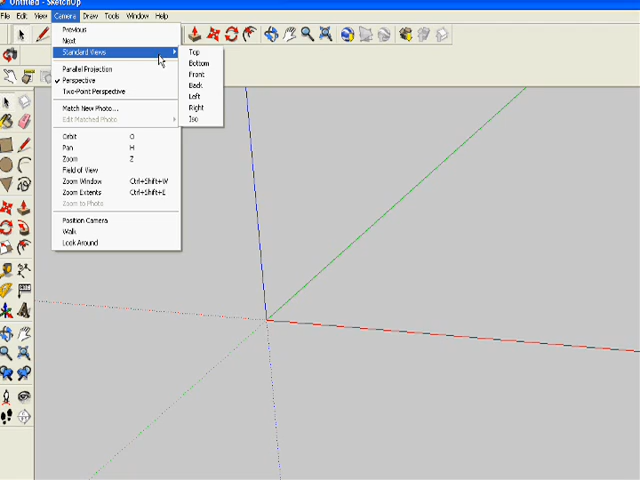 Untitled - SketchUp
File Edit View Camera Draw Tools Window Help
Previous
Next
Standard Views
Parallel Projection
Perspective
Two-Point Perspective
Match New Photo...
Edit Matched Photo
Orbit O
Pan H
Zoom Z
Field of View
Zoom Window Ctrl+Shift+W
Zoom Extents Ctrl+Shift+E
Zoom to Photo
Position Camera
Walk
Look Around
Top
Bottom
Front
Back
Left
Right
Iso